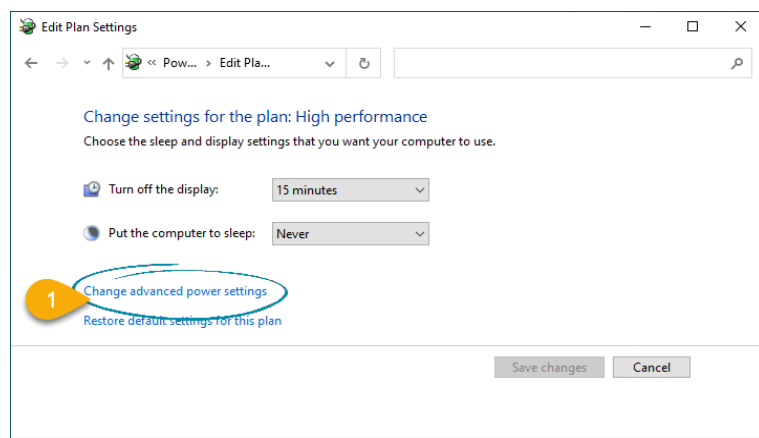 Edit Plan Settings
« Pow... > Edit Pla...
Change settings for the plan: High performance
Choose the sleep and display settings that you want your computer to use.
Turn off the display: 15 minutes
Put the computer to sleep: Never
Change advanced power settings
1
Restore default settings for this plan
Save changes Cancel